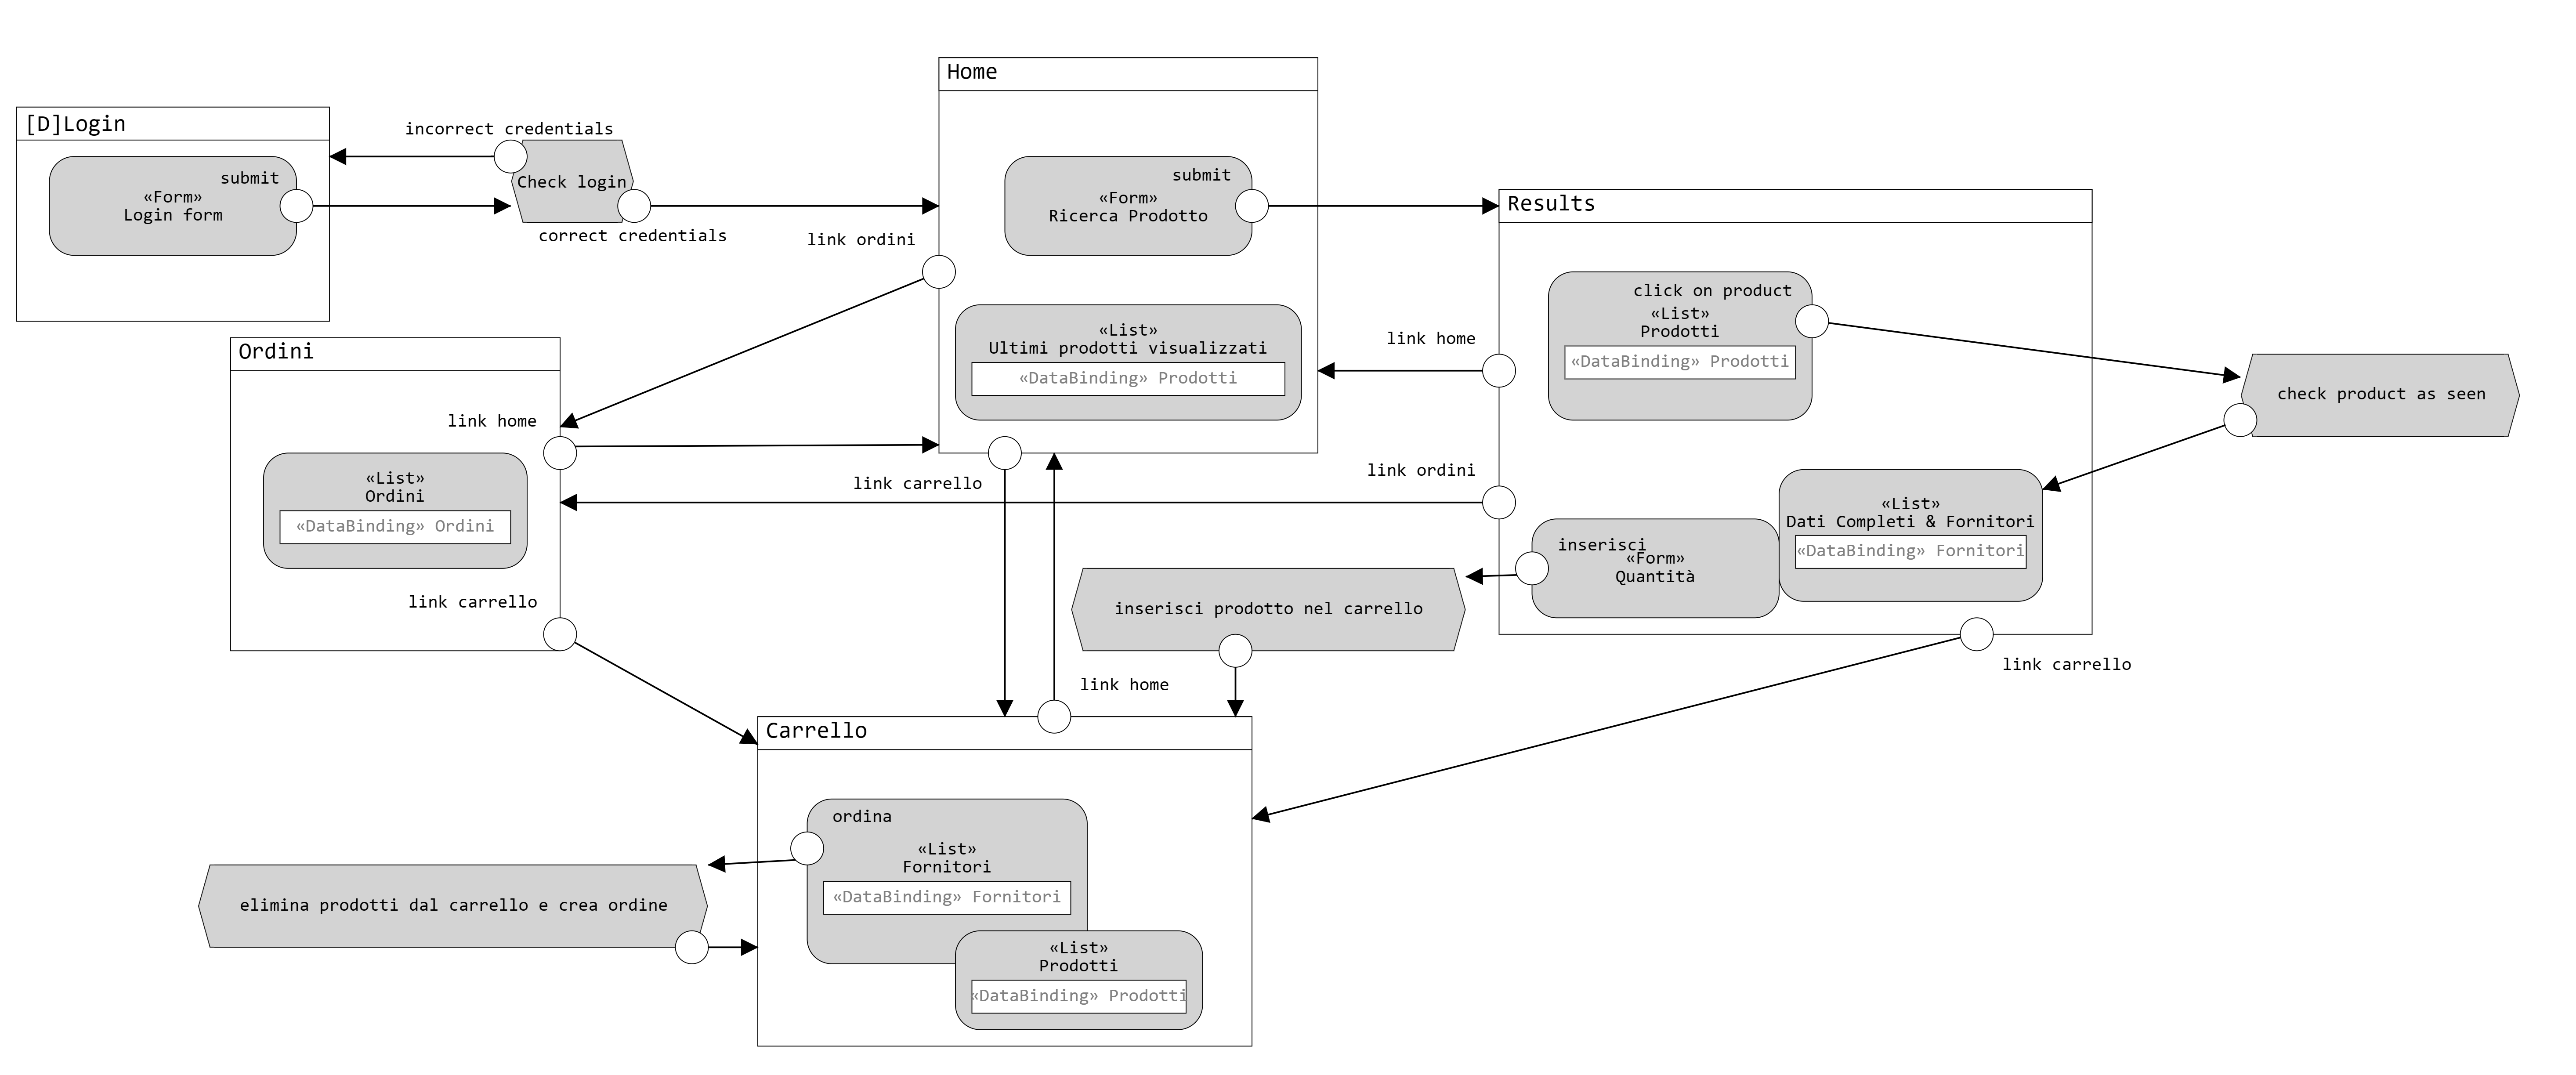 [D]Login
submit
«Form»
Login form
incorrect credentials
Check login
correct credentials
Home
submit
«Form»
Ricerca Prodotto
link ordini
«List»
Ultimi prodotti visualizzati
«DataBinding» Prodotti
link carrello
Results
click on product
«List»
Prodotti
«DataBinding» Prodotti
link home
link ordini
check product as seen
«List»
Dati Completi & Fornitori
«DataBinding» Fornitori
inserisci
«Form»
Quantità
link carrello
Ordini
link home
«List»
Ordini
«DataBinding» Ordini
link carrello
inserisci prodotto nel carrello
link home
Carrello
ordina
«List»
Fornitori
«DataBinding» Fornitori
«List»
Prodotti
«DataBinding» Prodotti
elimina prodotti dal carrello e crea ordine